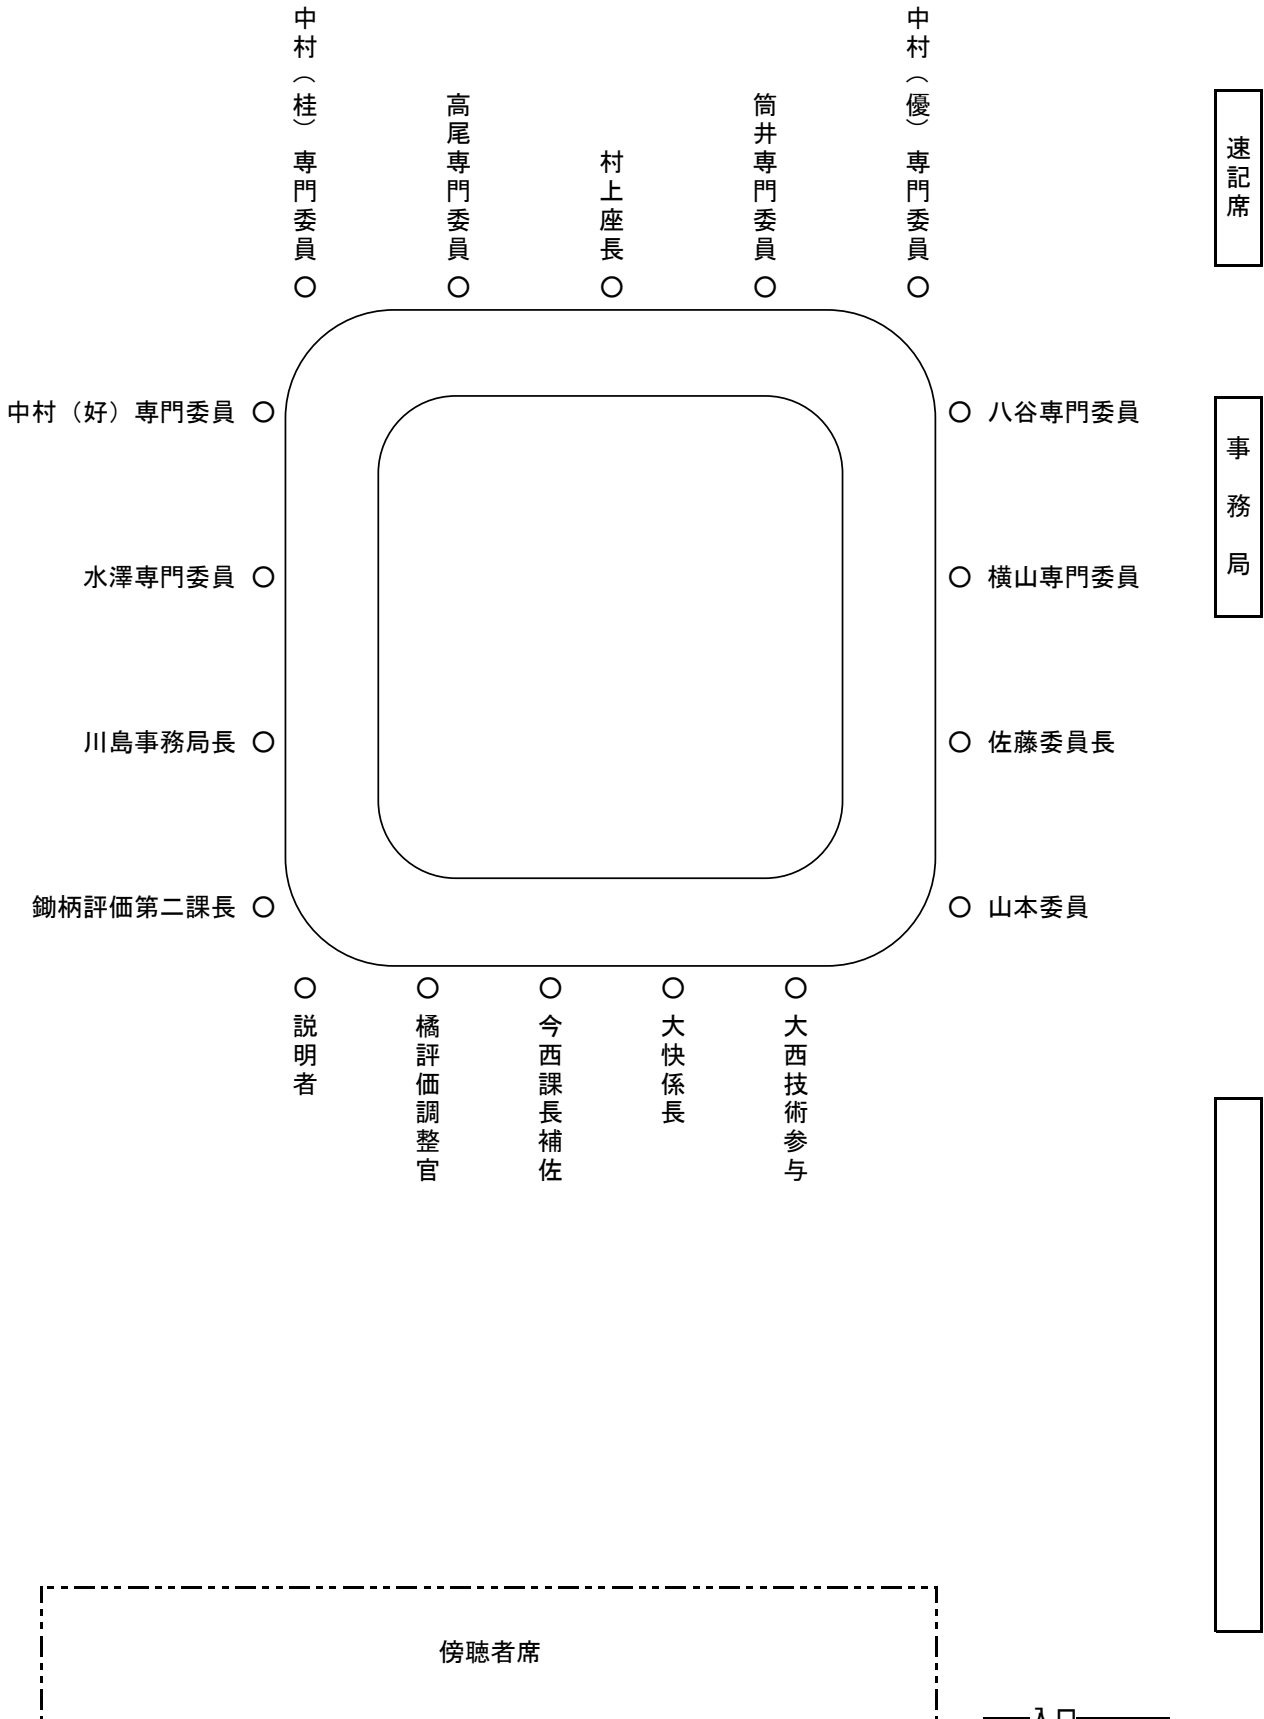 中村（桂）専門委員
高尾専門委員
村上座長
筒井専門委員
中村（優）専門委員
速記席
中村（好）専門委員
八谷専門委員
事務局
水澤専門委員
横山専門委員
川島事務局長
佐藤委員長
鋤柄評価第二課長
山本委員
説明者
橘評価調整官
今西課長補佐
大快係長
大西技術参与
傍聴者席
入口